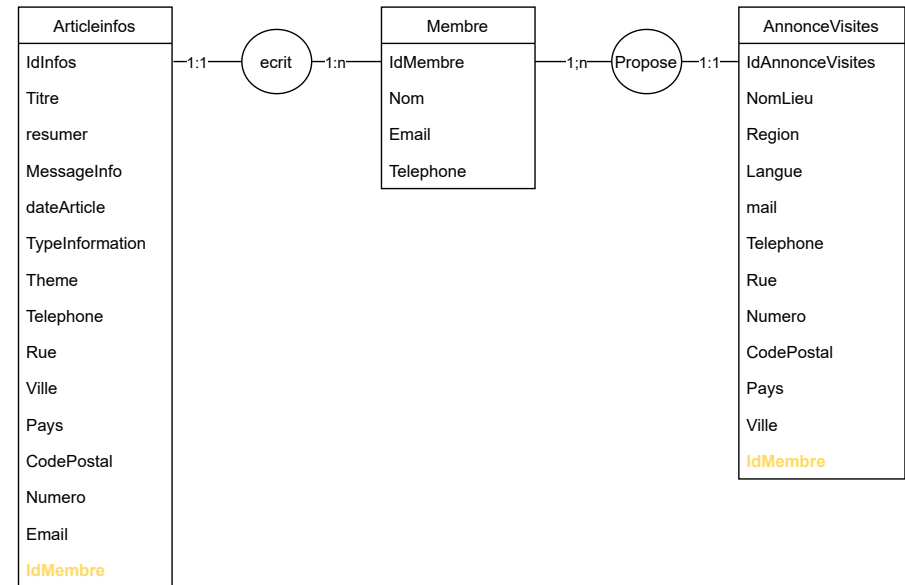 Articleinfos
IdInfos
Titre
resumer
MessageInfo
dateArticle
TypeInformation
Theme
Telephone
Rue
Ville
Pays
CodePostal
Numero
Email
IdMembre
1:1
ecrit
1:n
Membre
IdMembre
Nom
Email
Telephone
1;n
Propose
1:1
AnnonceVisites
IdAnnonceVisites
NomLieu
Region
Langue
mail
Telephone
Rue
Numero
CodePostal
Pays
Ville
IdMembre